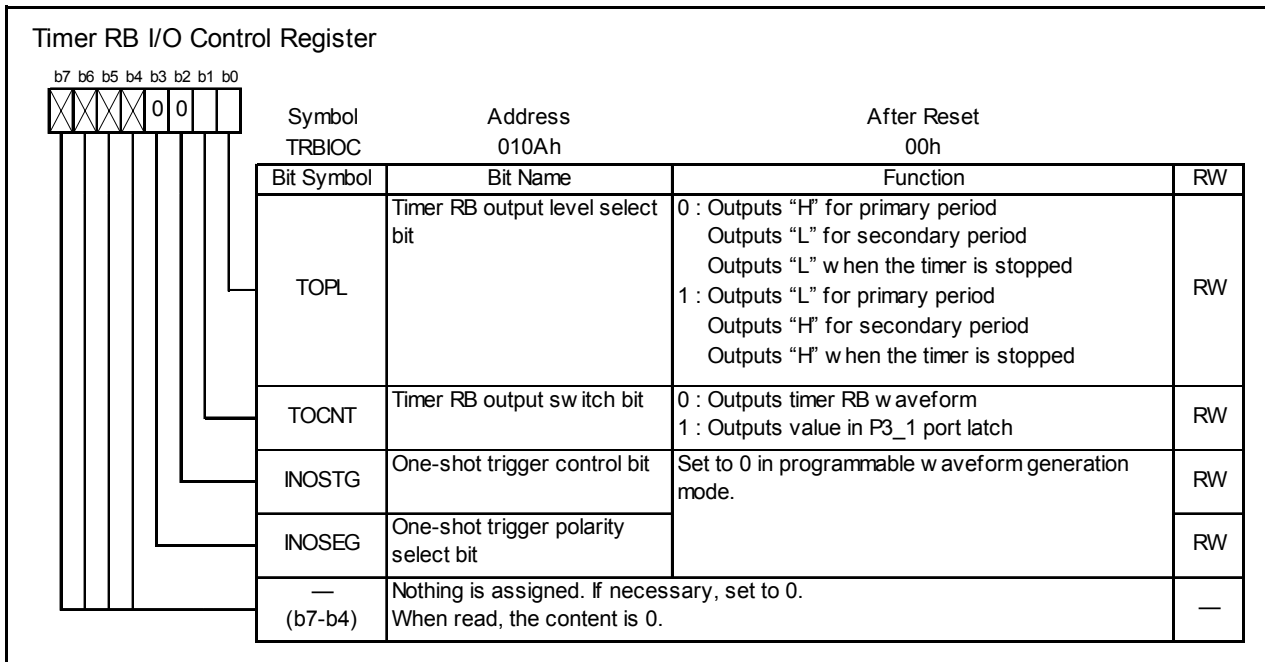 Timer RB I/O Control Register
b7 b6 b5 b4 b3 b2 b1 b0
0 0
Symbol Address After Reset
TRBIOC 010Ah 00h
Bit Symbol Bit Name Function RW
TOPL
Timer RB output level select
bit
0 : Outputs “H” for primary period
Outputs “L” for secondary period
Outputs “L” w hen the timer is stopped
1 : Outputs “L” for primary period
Outputs “H” for secondary period
Outputs “H” w hen the timer is stopped
RW
TOCNT
Timer RB output sw itch bit
0 : Outputs timer RB w aveform
1 : Outputs value in P3_1 port latch
RW
INOSTG
One-shot trigger control bit
Set to 0 in programmable w aveform generation
mode.
RW
INOSEG
One-shot trigger polarity
select bit
RW
—
(b7-b4)
Nothing is assigned. If necessary, set to 0.
When read, the content is 0.
—